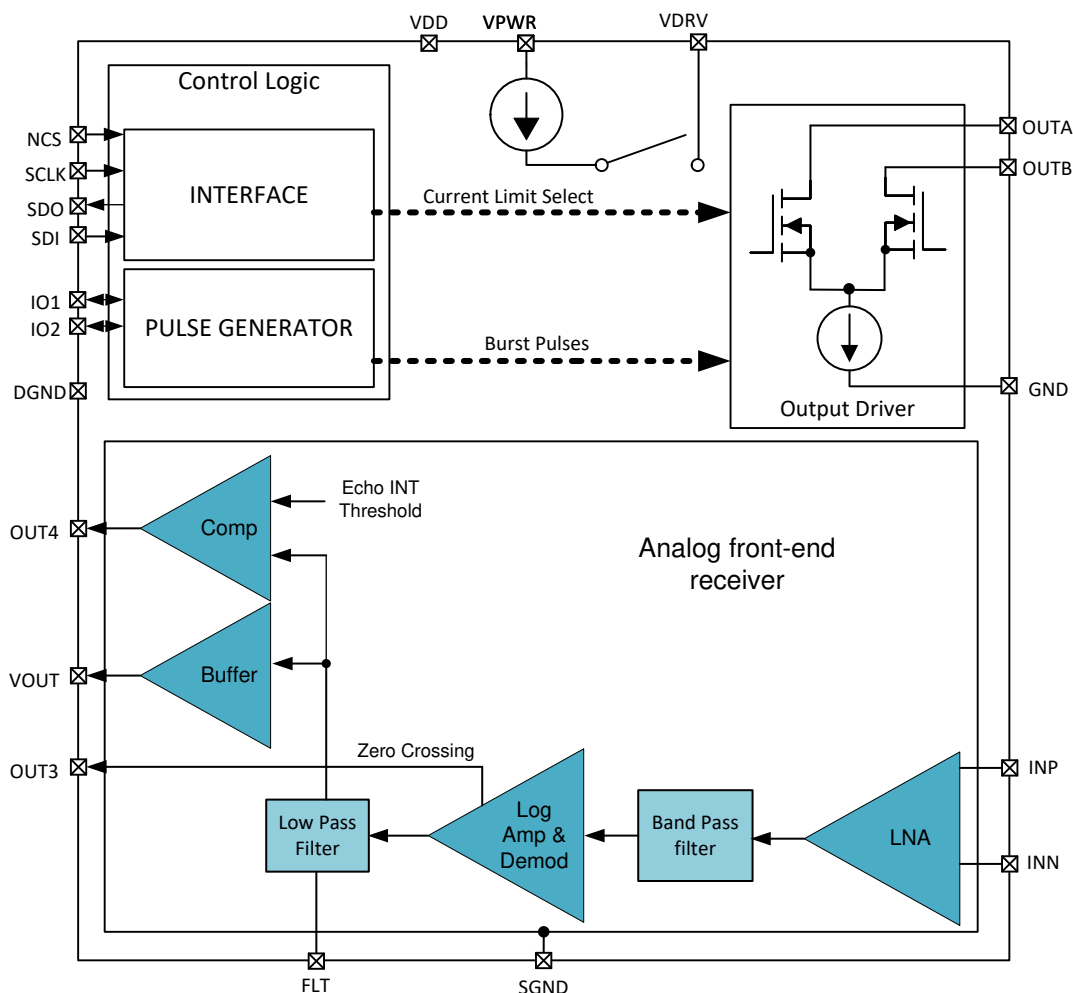 VDD
VPWR
VDRV
Control Logic
NCS
SCLK
SDO
SDI
INTERFACE
IO1
IO2
PULSE GENERATOR
DGND
Current Limit Select
Burst Pulses
OUTA
OUTB
GND
Output Driver
Echo INT
Threshold
Comp
OUT4
Analog front-end
receiver
Buffer
VOUT
Zero Crossing
OUT3
Low Pass
Filter
Log
Amp &
Demod
Band Pass
filter
LNA
INP
INN
FLT
SGND